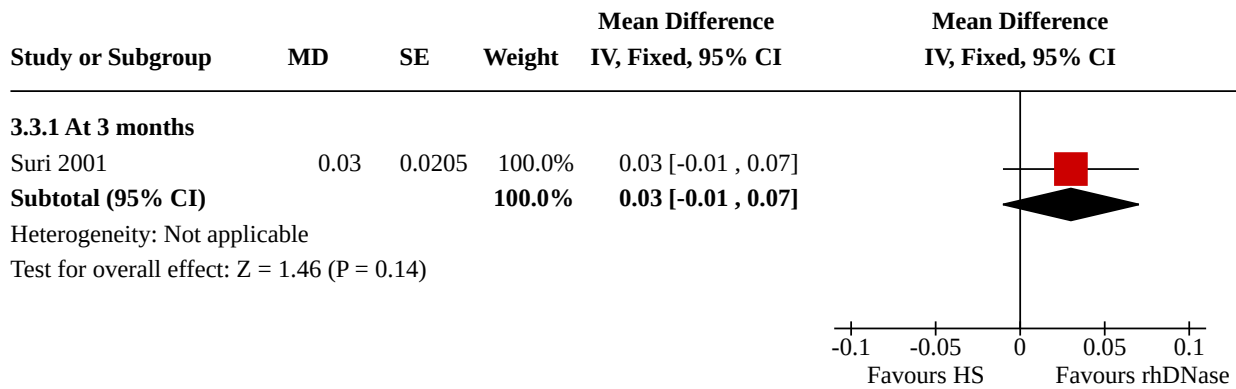 Mean Difference Mean Difference
Study or Subgroup MD SE Weight IV, Fixed, 95% CI IV, Fixed, 95% CI
3.3.1 At 3 months
Suri 2001 0.03 0.0205 100.0% 0.03 [-0.01 , 0.07]
Subtotal (95% CI) 100.0% 0.03 [-0.01 , 0.07]
Heterogeneity: Not applicable
Test for overall effect: Z = 1.46 (P = 0.14)
-0.1 -0.05 0 0.05 0.1
Favours HS Favours rhDNase